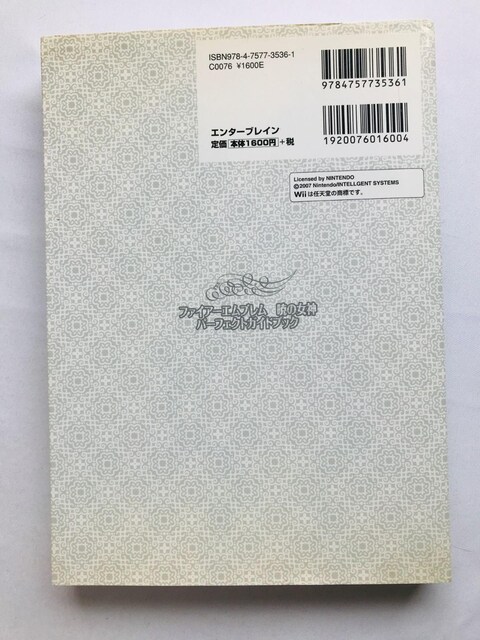 ISBN978-4-7577-3536-1
C0076 ¥1600E
9784757735361
エンターブレイン
定価 本体1600円 +税
1920076016004
Licensed by NINTENDO
©2007 Nintendo/INTELLIGENT SYSTEMS
Wiiは任天堂の商標です。
ファイアーエムブレム 暁の女神
パーフェクトガイドブック